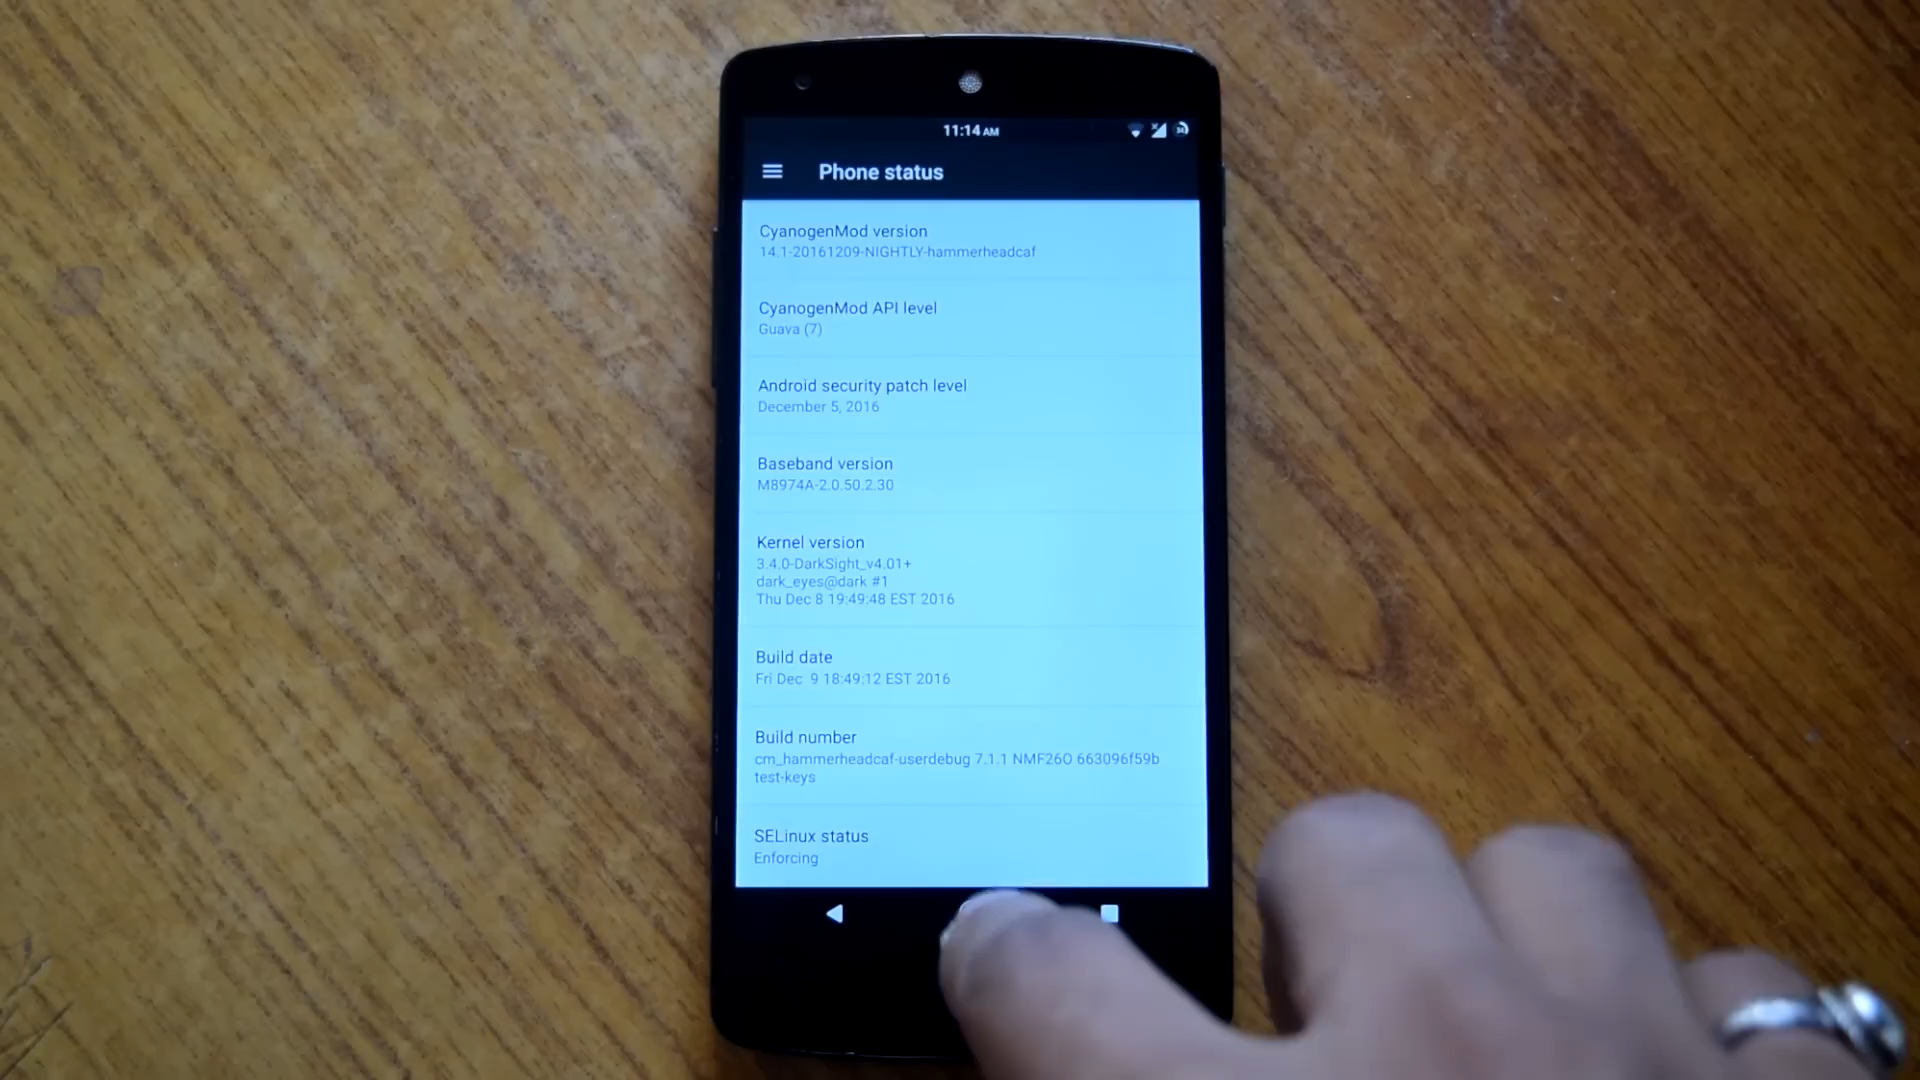 11:14 AM
Phone status
CyanogenMod version
14.1-20161209-NIGHTLY-hammerheadcaf
CyanogenMod API level
Guava (7)
Android security patch level
December 5, 2016
Baseband version
M8974A-2.0.50.2.30
Kernel version
3.4.0-DarkSight_v4.01+
dark_eyes@dark #1
Thu Dec 8 19:49:48 EST 2016
Build date
Fri Dec  9 18:49:12 EST 2016
Build number
cm_hammerheadcaf-userdebug 7.1.1 NMF26O 663096f59b
test-keys
SELinux status
Enforcing